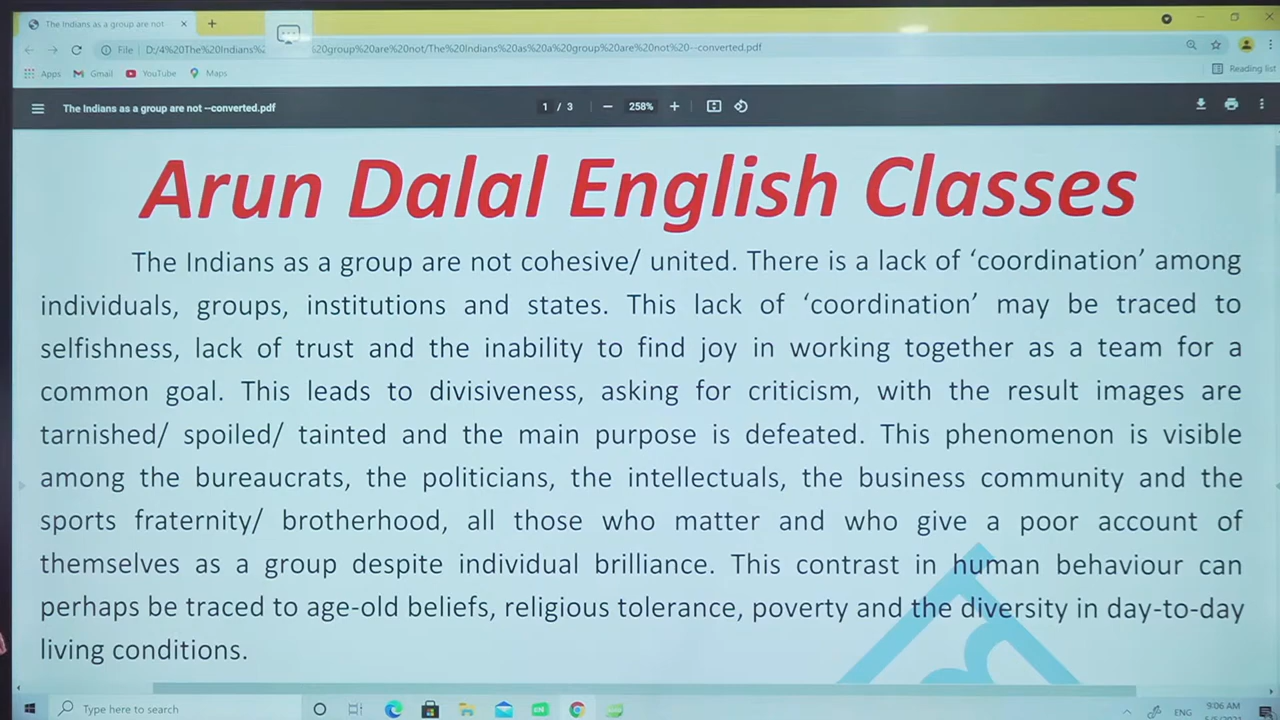 The Indians as a group are not
File D:/4%20The%20Indians% %20group%20are%20not/The%20Indians%20as%20a%20group%20are%20not%20--converted.pdf
Apps Gmail YouTube Maps Reading list
The Indians as a group are not --converted.pdf 1 / 3 258%
Arun Dalal English Classes
The Indians as a group are not cohesive/ united. There is a lack of ‘coordination’ among
individuals, groups, institutions and states. This lack of ‘coordination’ may be traced to
selfishness, lack of trust and the inability to find joy in working together as a team for a
common goal. This leads to divisiveness, asking for criticism, with the result images are
tarnished/ spoiled/ tainted and the main purpose is defeated. This phenomenon is visible
among the bureaucrats, the politicians, the intellectuals, the business community and the
sports fraternity/ brotherhood, all those who matter and who give a poor account of
themselves as a group despite individual brilliance. This contrast in human behaviour can
perhaps be traced to age-old beliefs, religious tolerance, poverty and the diversity in day-to-day
living conditions.
Type here to search ENG 9:06 AM